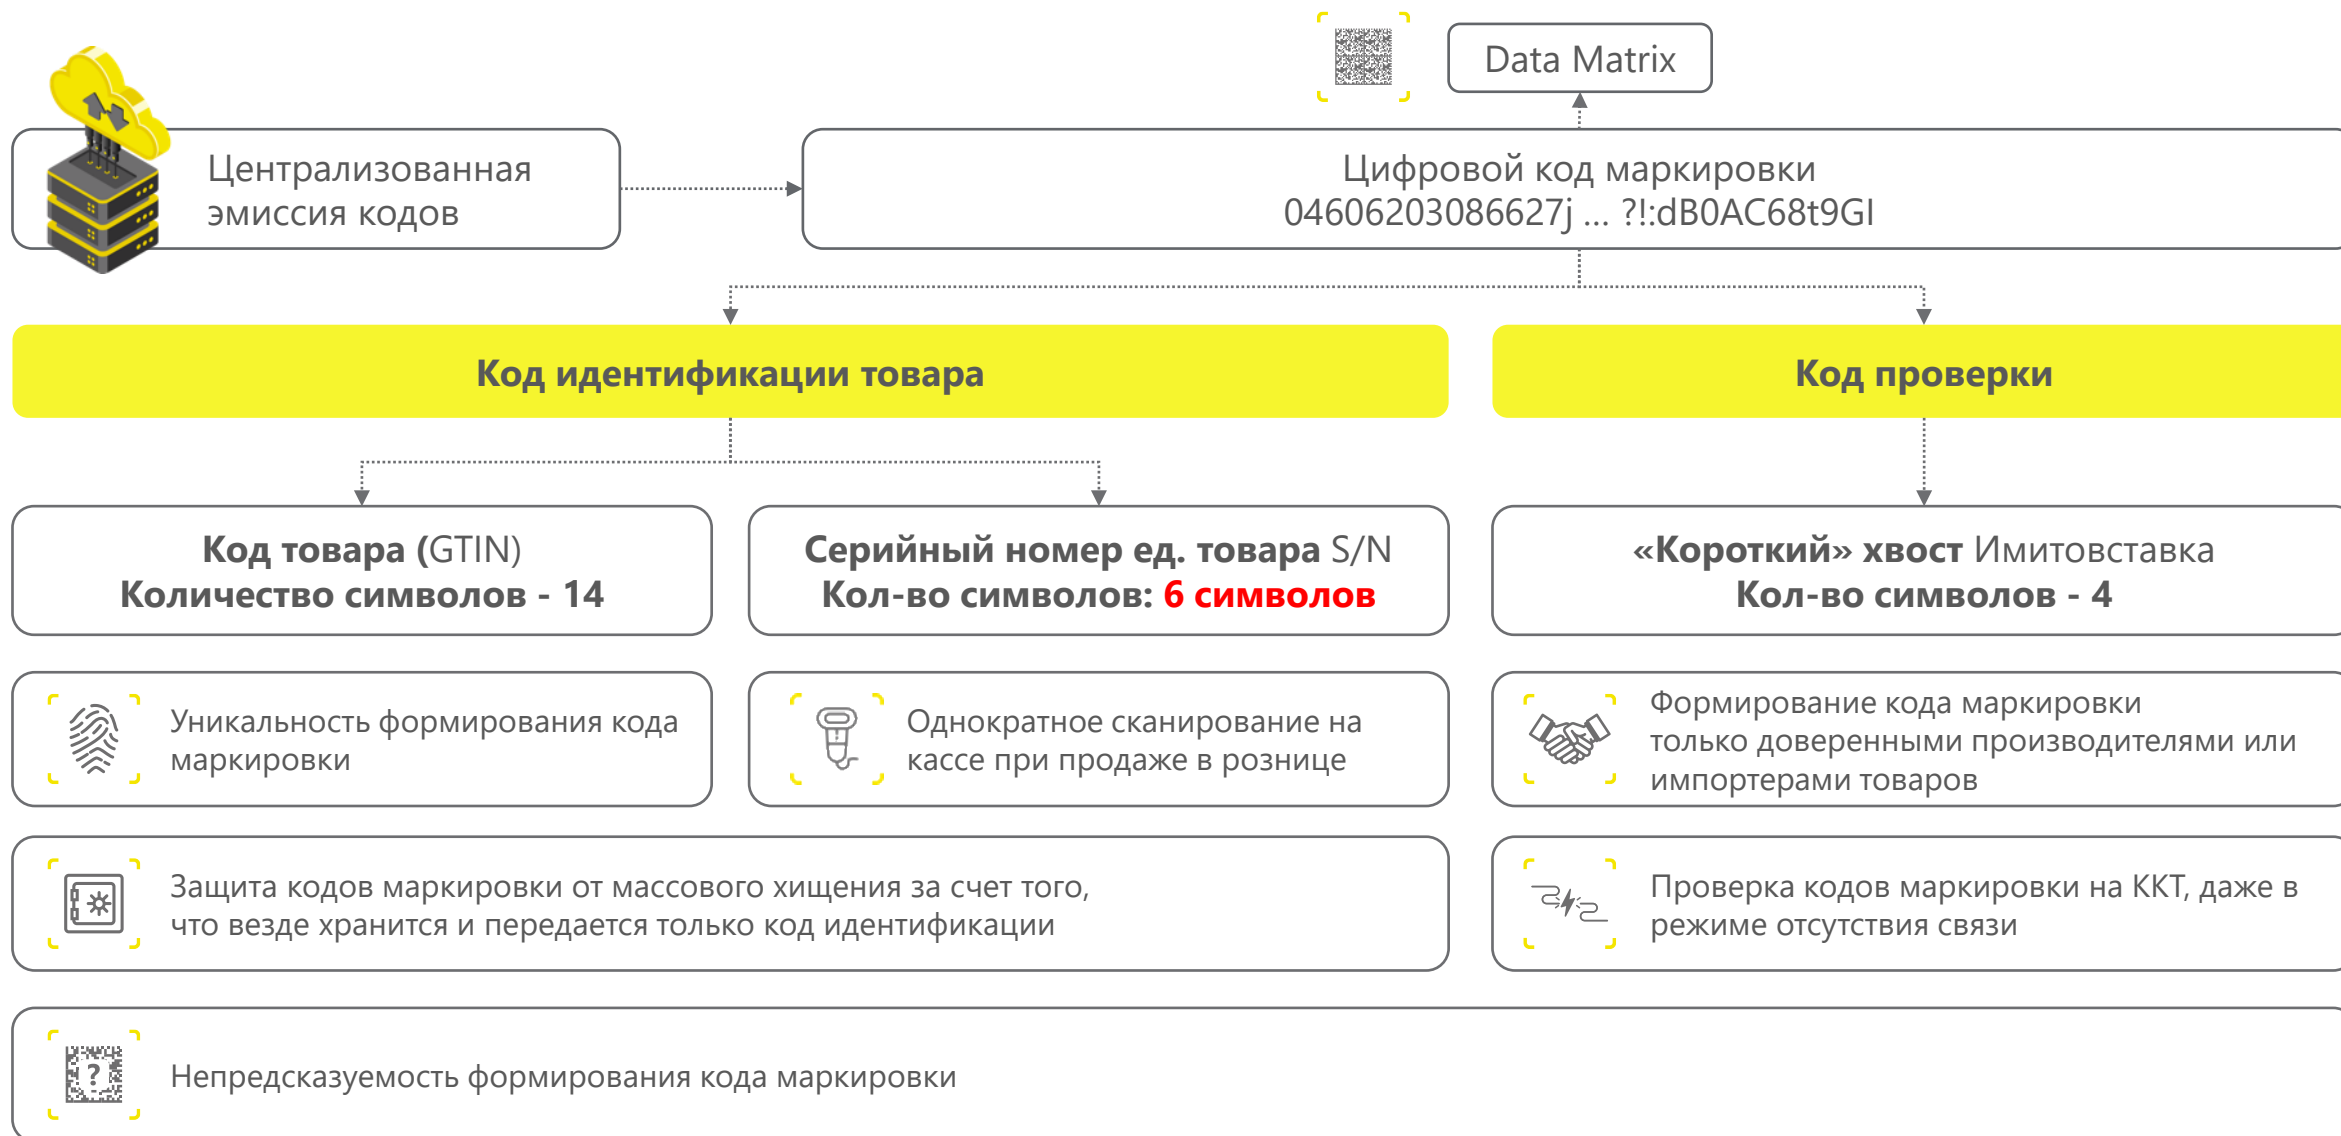 Data Matrix
Централизованная
эмиссия кодов
Цифровой код маркировки
04606203086627j ... ?!:dB0AC68t9GI
Код идентификации товара
Код проверки
Код товара (GTIN)
Количество символов - 14
Серийный номер ед. товара S/N
Кол-во символов: 6 символов
«Короткий» хвост Имитовставка
Кол-во символов - 4
Уникальность формирования кода
маркировки
Однократное сканирование на
кассе при продаже в рознице
Формирование кода маркировки
только доверенными производителями или
импортерами товаров
Защита кодов маркировки от массового хищения за счет того,
что везде хранится и передается только код идентификации
Проверка кодов маркировки на ККТ, даже в
режиме отсутствия связи
?
Непредсказуемость формирования кода маркировки